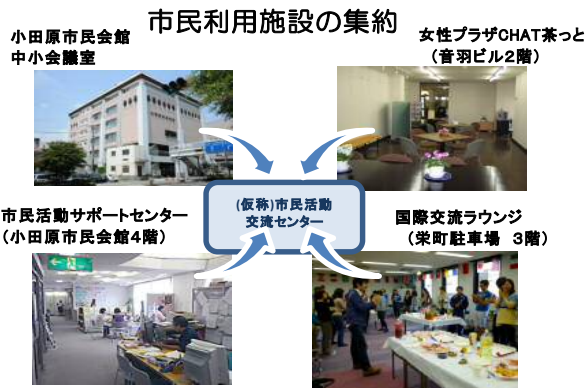 市民利用施設の集約
小田原市民会館
中小会議室
女性プラザCHAT茶っと
（音羽ビル２階）
(仮称)市民活動
交流センター
市民活動サポートセンター
（小田原市民会館４階）
国際交流ラウンジ
（栄町駐車場　３階）